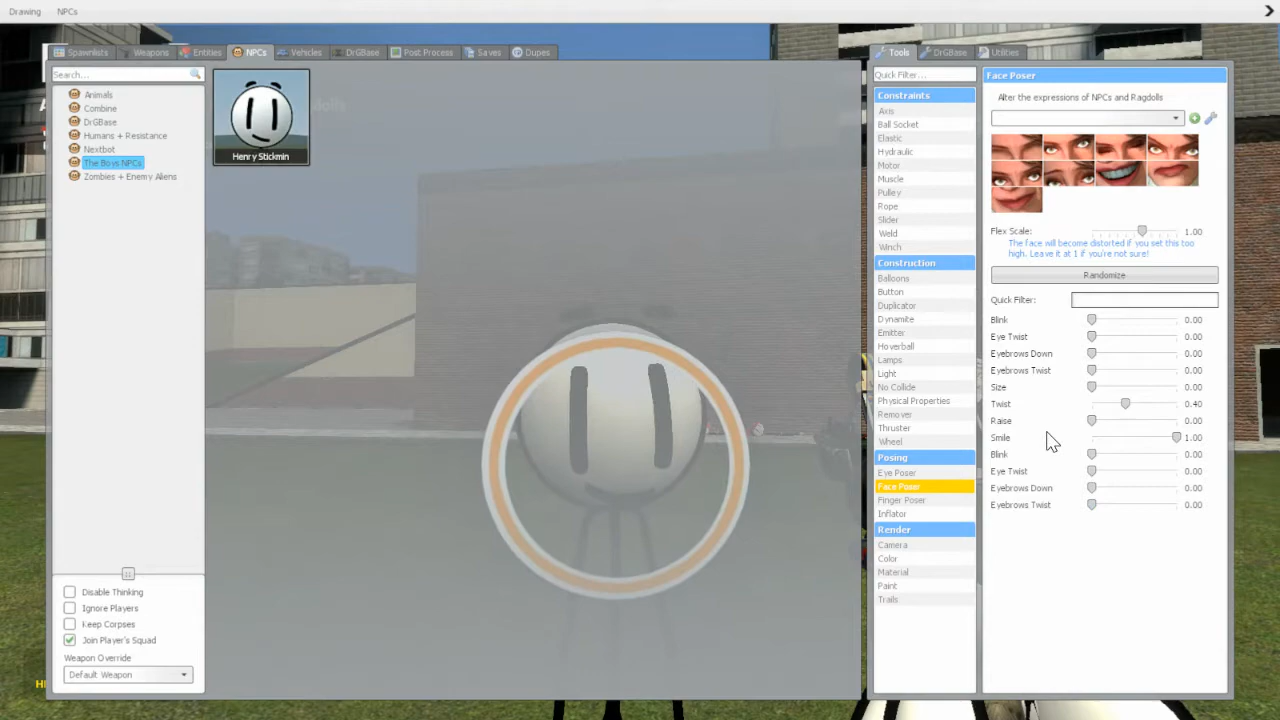 Drawing NPCs
Spawnlists Weapons Entities NPCs Vehicles DrGBase Post Process Saves Dupes
Search...
Animals
Combine
DrGBase
Humans + Resistance
Nextbot
The Boys NPCs
Zombies + Enemy Aliens
Henry Stickmin
Disable Thinking
Ignore Players
Keep Corpses
Join Player's Squad
Weapon Override
Default Weapon
Tools DrGBase Utilities
Quick Filter...
Constraints
Axis
Ball Socket
Elastic
Hydraulic
Motor
Muscle
Pulley
Rope
Slider
Weld
Winch
Construction
Balloons
Button
Duplicator
Dynamite
Emitter
Hoverball
Lamps
Light
No Collide
Physical Properties
Remover
Thruster
Wheel
Posing
Eye Poser
Face Poser
Finger Poser
Inflator
Render
Camera
Color
Material
Paint
Trails
Face Poser
Alter the expressions of NPCs and Ragdolls
Flex Scale: 1.00
The face will become distorted if you set this too
high. Leave it at 1 if you're not sure!
Randomize
Quick Filter:
Blink 0.00
Eye Twist 0.00
Eyebrows Down 0.00
Eyebrows Twist 0.00
Size 0.00
Twist 0.40
Raise 0.00
Smile 1.00
Blink 0.00
Eye Twist 0.00
Eyebrows Down 0.00
Eyebrows Twist 0.00